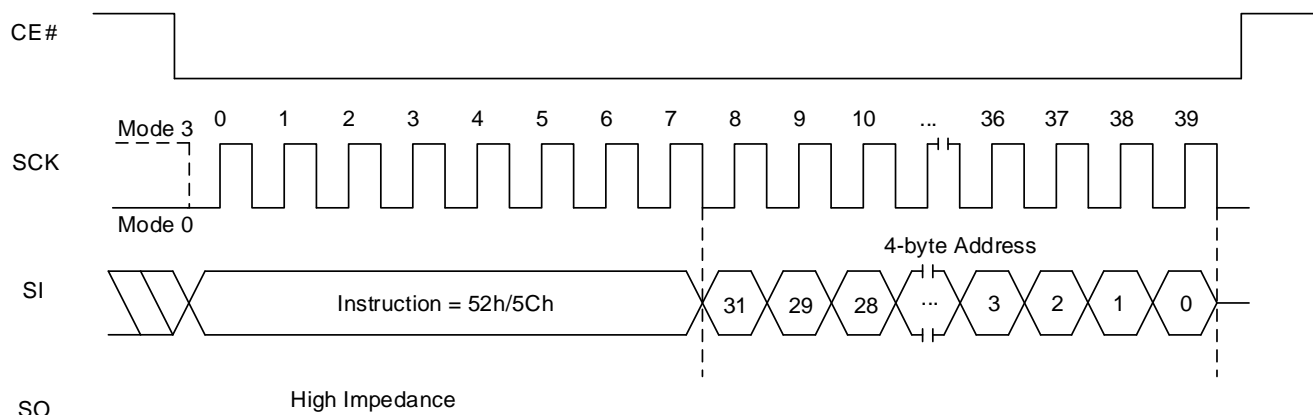 CE#
0 1 2 3 4 5 6 7 8 9 10 ... 36 37 38 39
Mode 3
SCK
Mode 0
4-byte Address
SI
Instruction = 52h/5Ch 31 29 28 ... 3 2 1 0
High Impedance
SO